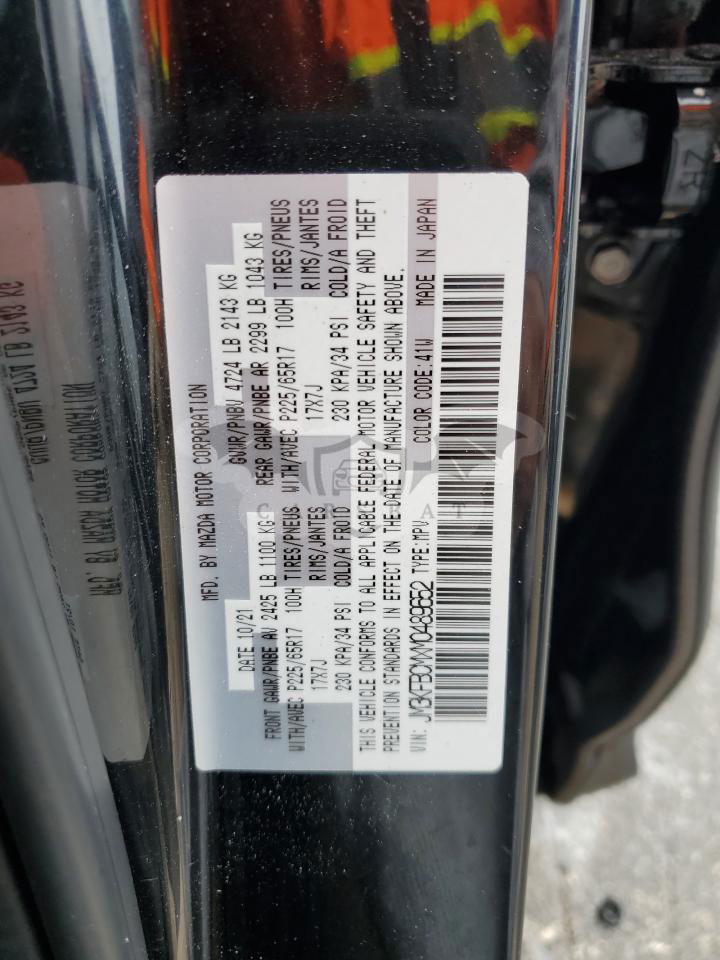 MFD. BY MAZDA MOTOR CORPORATION
DATE 10/21 GVWR/PNBV 4724 LB 2143 KG
FRONT GAWR/PNBE AV 2425 LB 1100 KG REAR GAWR/PNBE AR 2299 LB 1043 KG
WITH/AVEC P225/65R17 100H TIRES/PNEUS WITH/AVEC P225/65R17 100H TIRES/PNEUS
17X7J RIMS/JANTES 17X7J RIMS/JANTES
230 KPA/34 PSI COLD/A FROID 230 KPA/34 PSI COLD/A FROID
THIS VEHICLE CONFORMS TO ALL APPLICABLE FEDERAL MOTOR VEHICLE SAFETY AND THEFT
PREVENTION STANDARDS IN EFFECT ON THE DATE OF MANUFACTURE SHOWN ABOVE.
VIN: JM3KFBCMXM0489652 TYPE:MPV COLOR CODE:41W MADE IN JAPAN
2R